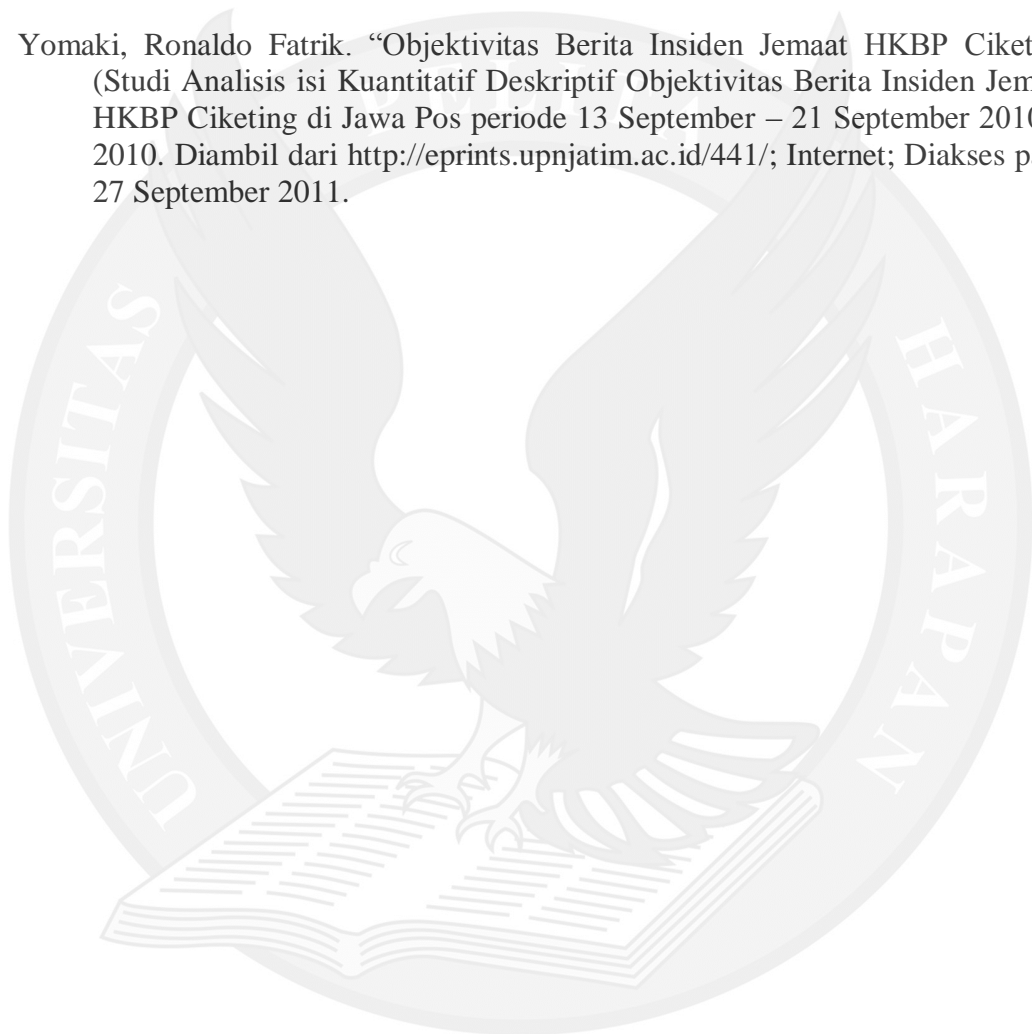 Yomaki, Ronaldo Fatrik. “Objektivitas Berita Insiden Jemaat HKBP Ciket
(Studi Analisis isi Kuantitatif Deskriptif Objektivitas Berita Insiden Jem
HKBP Ciketing di Jawa Pos periode 13 September – 21 September 2010
2010. Diambil dari http://eprints.upnjatim.ac.id/441/; Internet; Diakses p
27 September 2011.
UNIVERSITAS
PELITA
HARAPAN